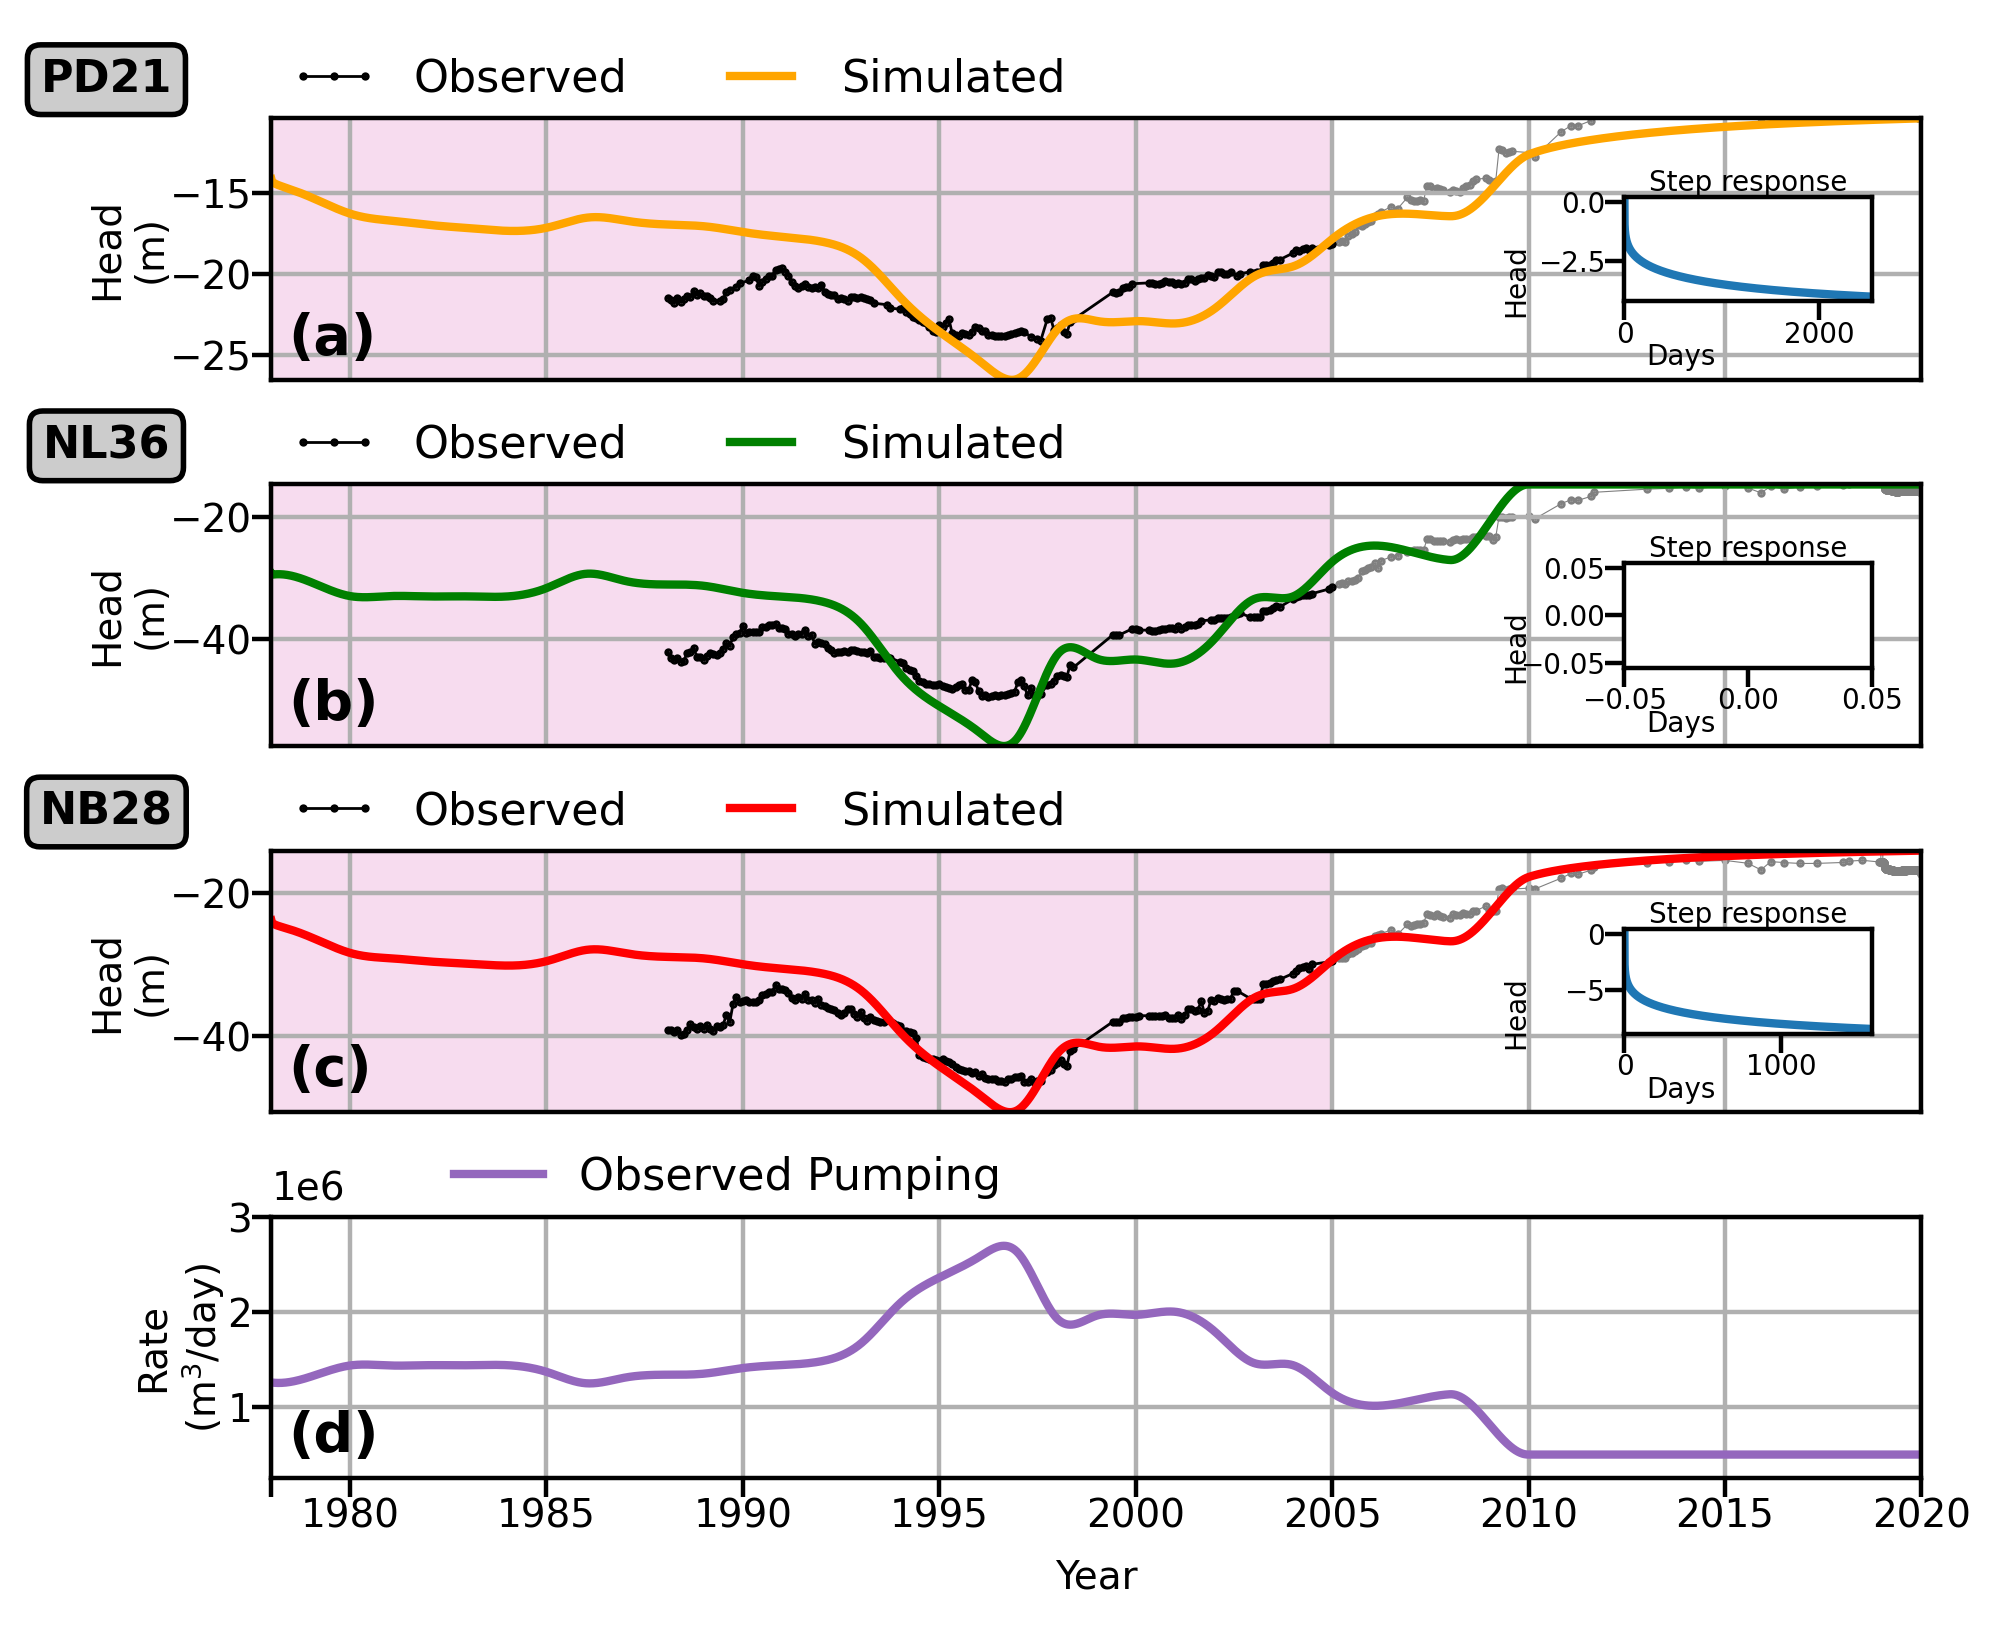 PD21
Observed
Simulated
Head
(m)
−15
−20
−25
(a)
Step response
Head
0.0
−2.5
0
2000
Days
NL36
Observed
Simulated
Head
(m)
−20
−40
(b)
Step response
Head
0.05
0.00
−0.05
−0.05
0.00
0.05
Days
NB28
Observed
Simulated
Head
(m)
−20
−40
(c)
Step response
Head
0
−5
0
1000
Days
Observed Pumping
1e6
Rate
(m³/day)
3
2
1
(d)
1980
1985
1990
1995
2000
2005
2010
2015
2020
Year